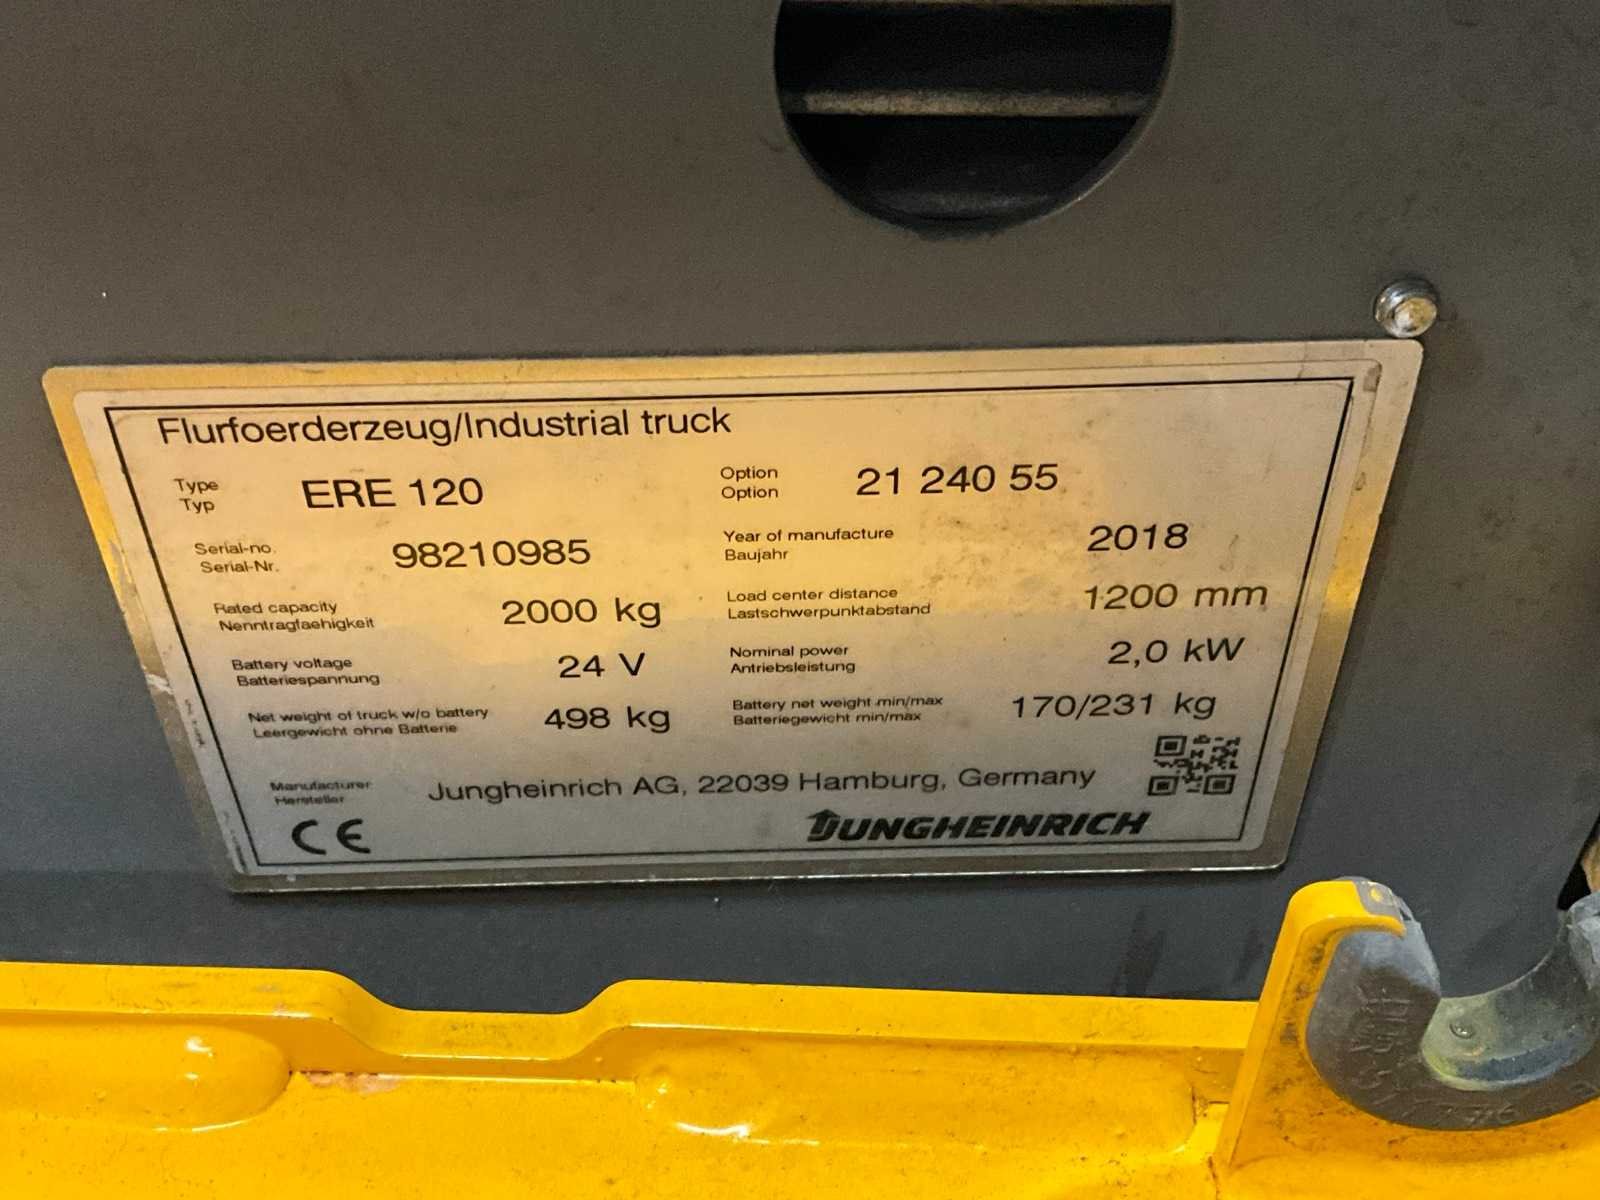 Flurfoerderzeug/Industrial truck
Type
Typ
ERE 120
Option
Option
21 240 55
Serial-no.
Serial-Nr.
98210985
Year of manufacture
Baujahr
2018
Rated capacity
Nenntragfaehigkeit
2000 kg
Load center distance
Lastschwerpunktabstand
1200 mm
Battery voltage
Batteriespannung
24 V
Nominal power
Antriebsleistung
2,0 kW
Net weight of truck w/o battery
Leergewicht ohne Batterie
498 kg
Battery net weight min/max
Batteriegewicht min/max
170/231 kg
Manufacturer
Hersteller
Jungheinrich AG, 22039 Hamburg, Germany
CE
JUNGHEINRICH